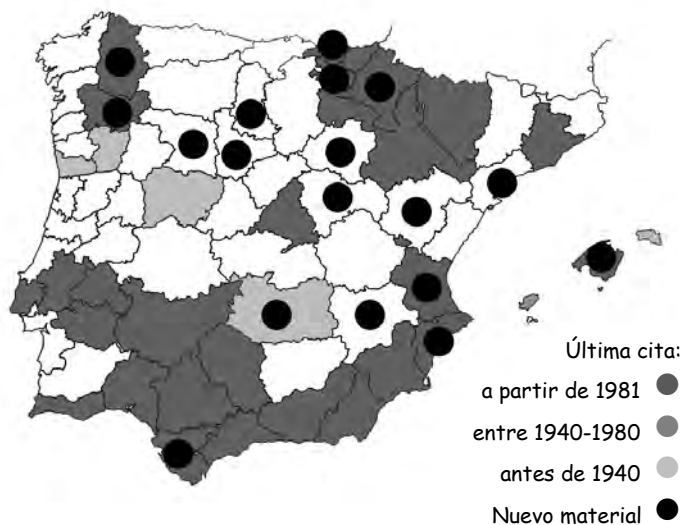 Última cita:
a partir de 1981
entre 1940-1980
antes de 1940
Nuevo material